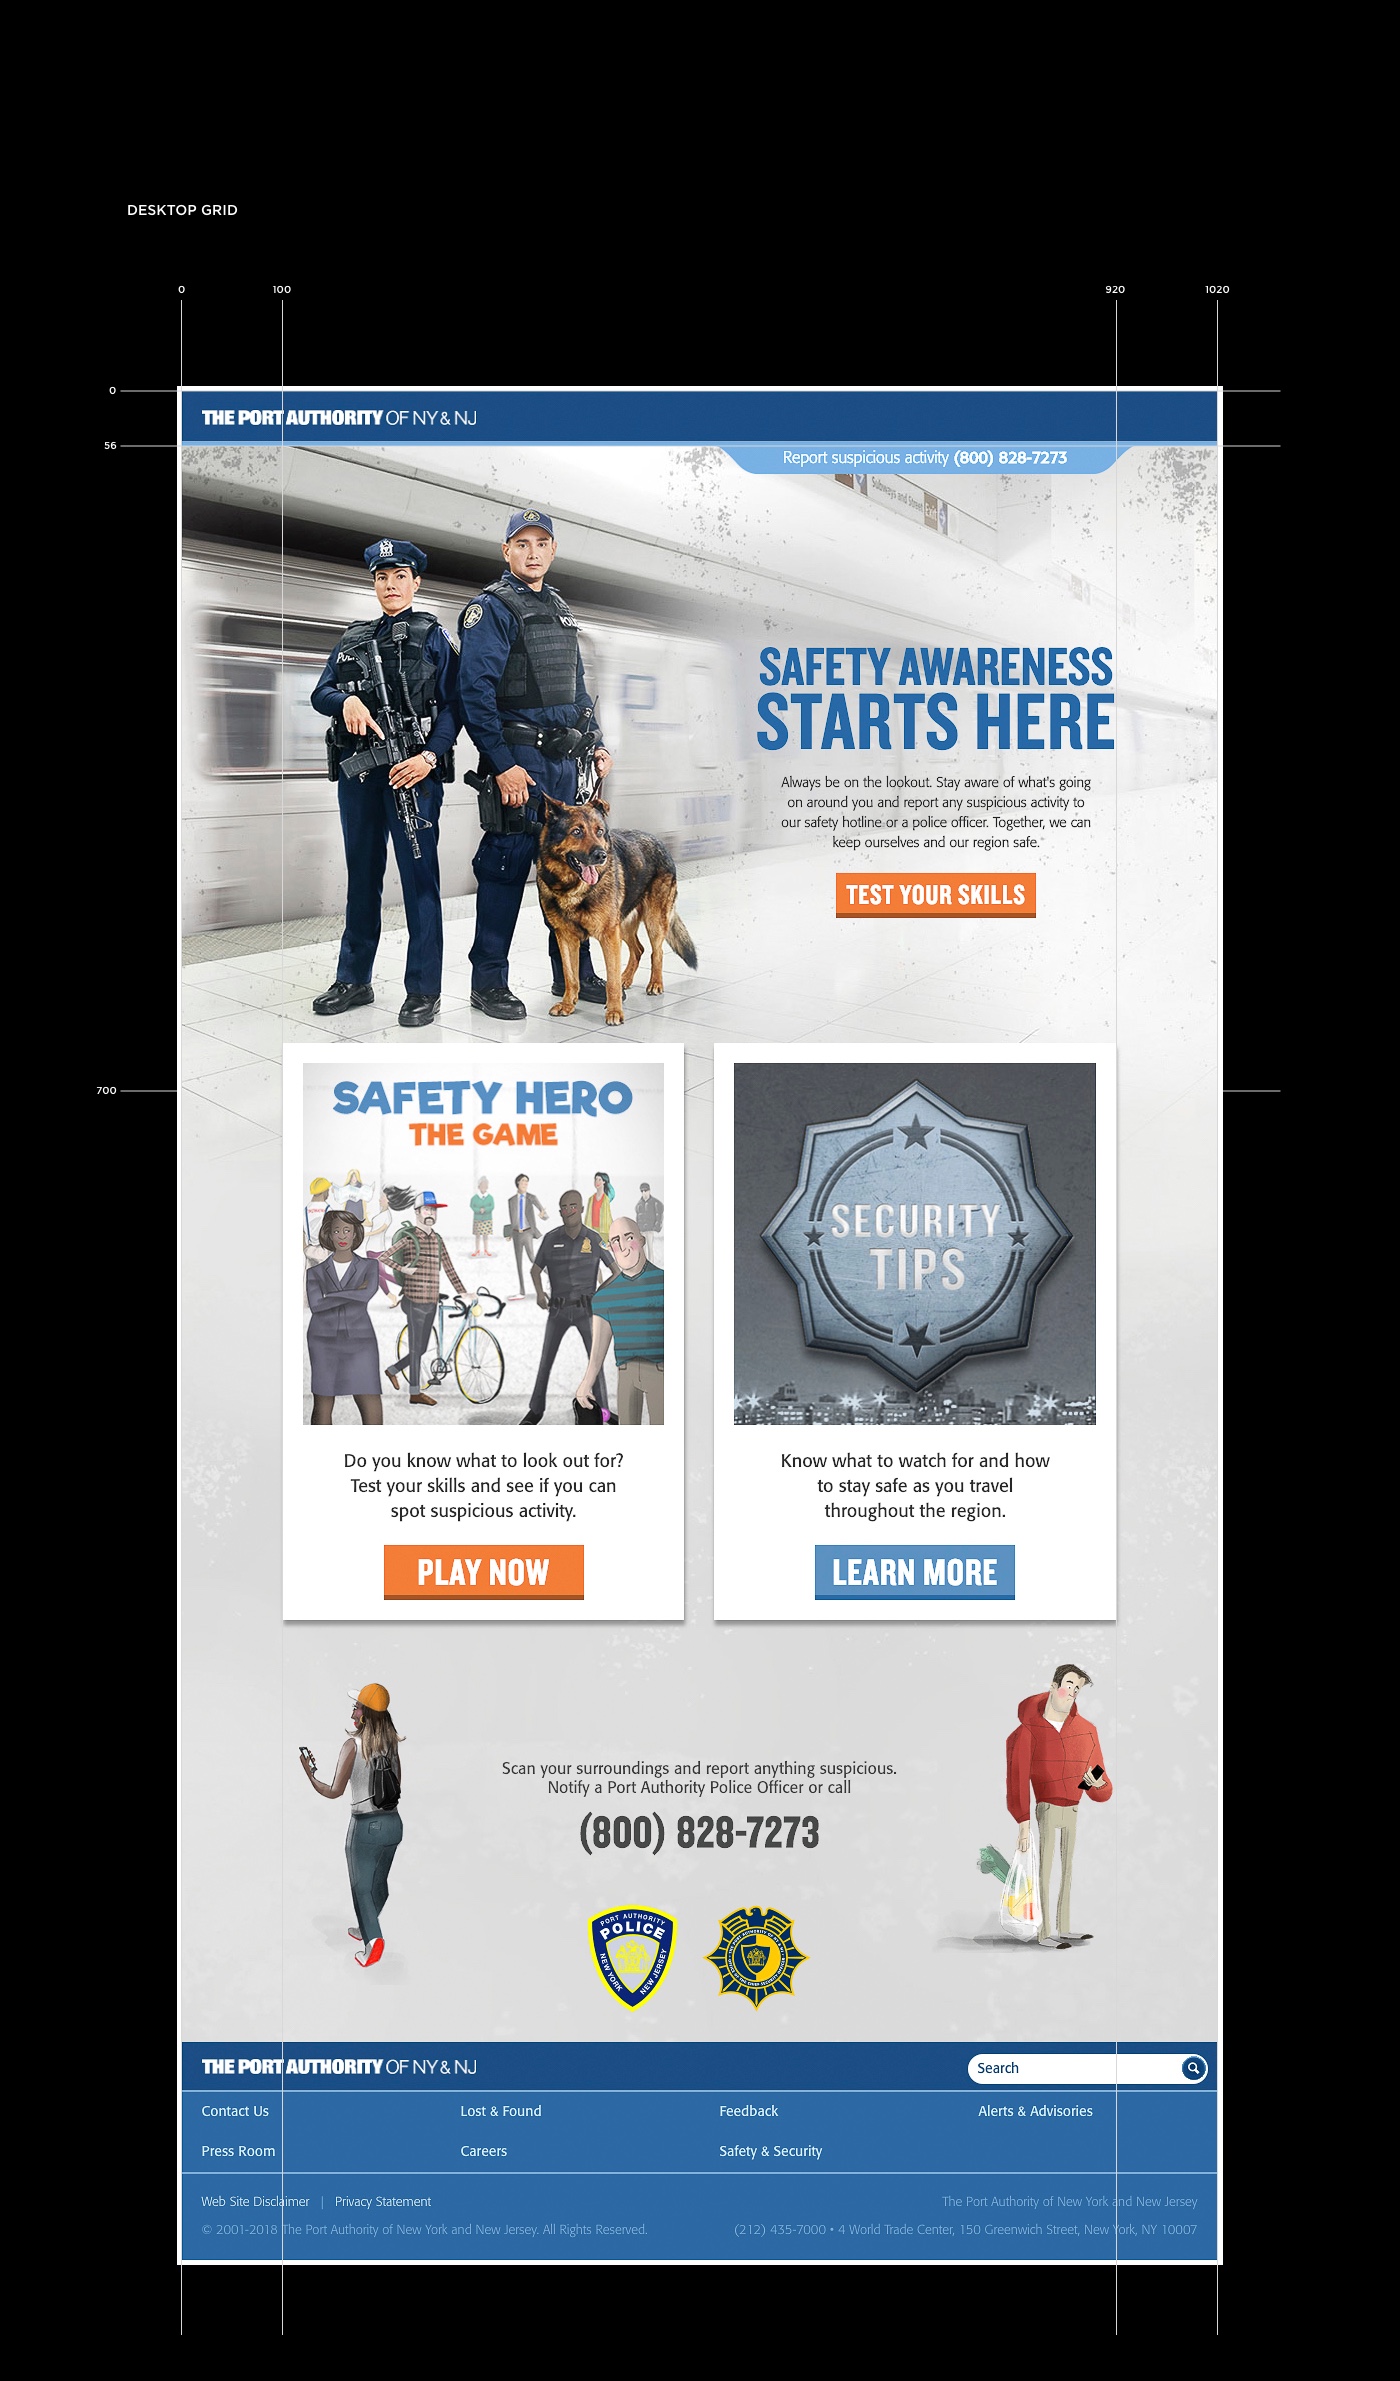 DESKTOP GRID
0 100 920 1020
0
THE PORT AUTHORITY OF NY & NJ
56
Report suspicious activity (800) 828-7273
Subways and Street Exit
POLICE
SAFETY AWARENESS
STARTS HERE
Always be on the lookout. Stay aware of what's going
on around you and report any suspicious activity to
our safety hotline or a police officer. Together, we can
keep ourselves and our region safe.
TEST YOUR SKILLS
700
SAFETY HERO
THE GAME
Do you know what to look out for?
Test your skills and see if you can
spot suspicious activity.
PLAY NOW
SECURITY
TIPS
Know what to watch for and how
to stay safe as you travel
throughout the region.
LEARN MORE
Scan your surroundings and report anything suspicious.
Notify a Port Authority Police Officer or call
(800) 828-7273
PORT AUTHORITY
POLICE
NEW YORK
NEW JERSEY
THE PORT AUTHORITY OF NY & NJ
Search
Contact Us
Lost & Found
Feedback
Alerts & Advisories
Press Room
Careers
Safety & Security
Web Site Disclaimer | Privacy Statement
The Port Authority of New York and New Jersey
© 2001-2018 The Port Authority of New York and New Jersey. All Rights Reserved.
(212) 435-7000 • 4 World Trade Center, 150 Greenwich Street, New York, NY 10007